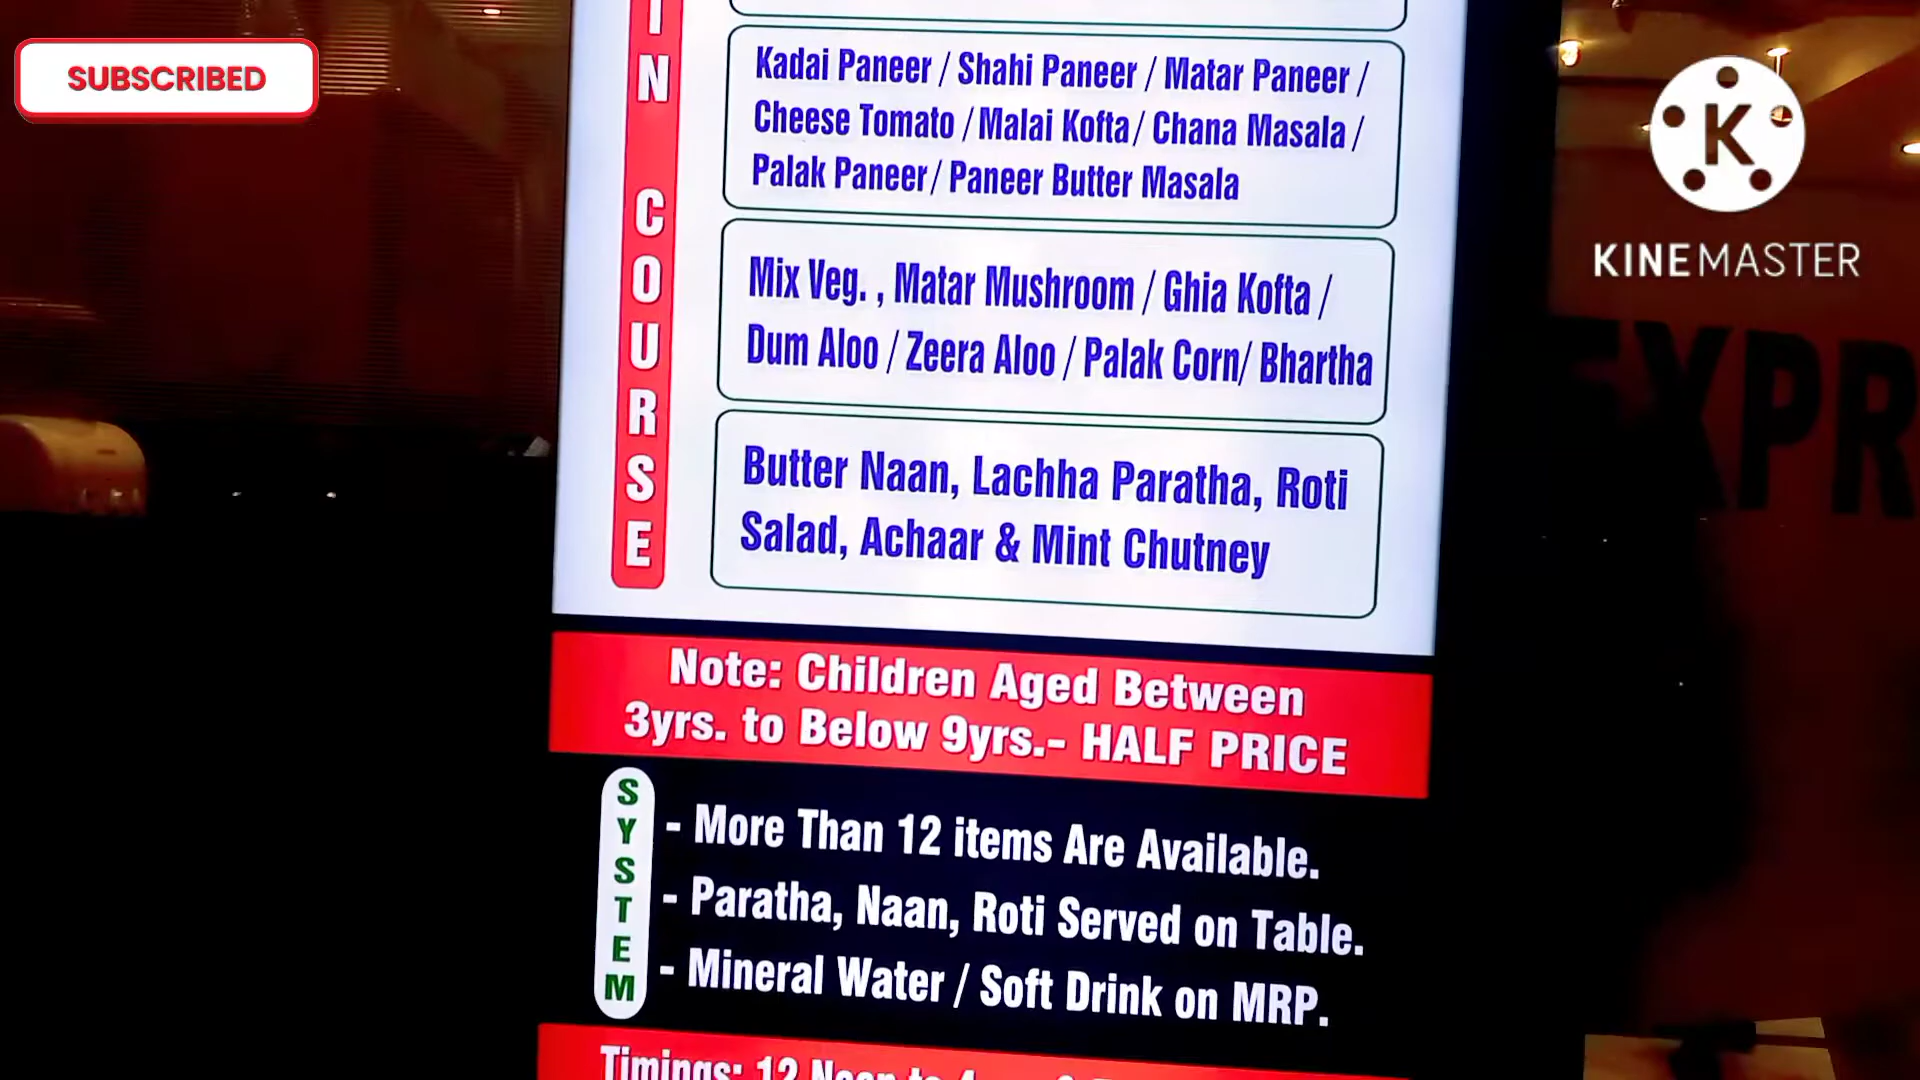 SUBSCRIBED
K
KINEMASTER
IN COURSE
Kadai Paneer / Shahi Paneer / Matar Paneer /
Cheese Tomato / Malai Kofta / Chana Masala /
Palak Paneer / Paneer Butter Masala
Mix Veg. , Matar Mushroom / Ghia Kofta /
Dum Aloo / Zeera Aloo / Palak Corn/ Bhartha
Butter Naan, Lachha Paratha, Roti
Salad, Achaar & Mint Chutney
Note: Children Aged Between
3yrs. to Below 9yrs.- HALF PRICE
SYSTEM
- More Than 12 items Are Available.
- Paratha, Naan, Roti Served on Table.
- Mineral Water / Soft Drink on MRP.
Timings: 12 Noon to 4
EXPR